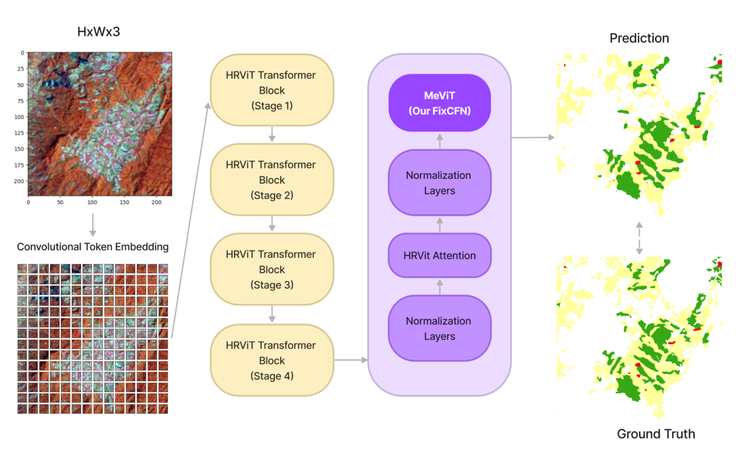 HxWx3
0
25
50
75
100
125
150
175
200
0
50
100
150
200
Convolutional Token Embedding
HRViT Transformer
Block
(Stage 1)
HRViT Transformer
Block
(Stage 2)
HRViT Transformer
Block
(Stage 3)
HRViT Transformer
Block
(Stage 4)
MeViT
(Our FixCFN)
Normalization
Layers
HRVit Attention
Normalization
Layers
Prediction
Ground Truth